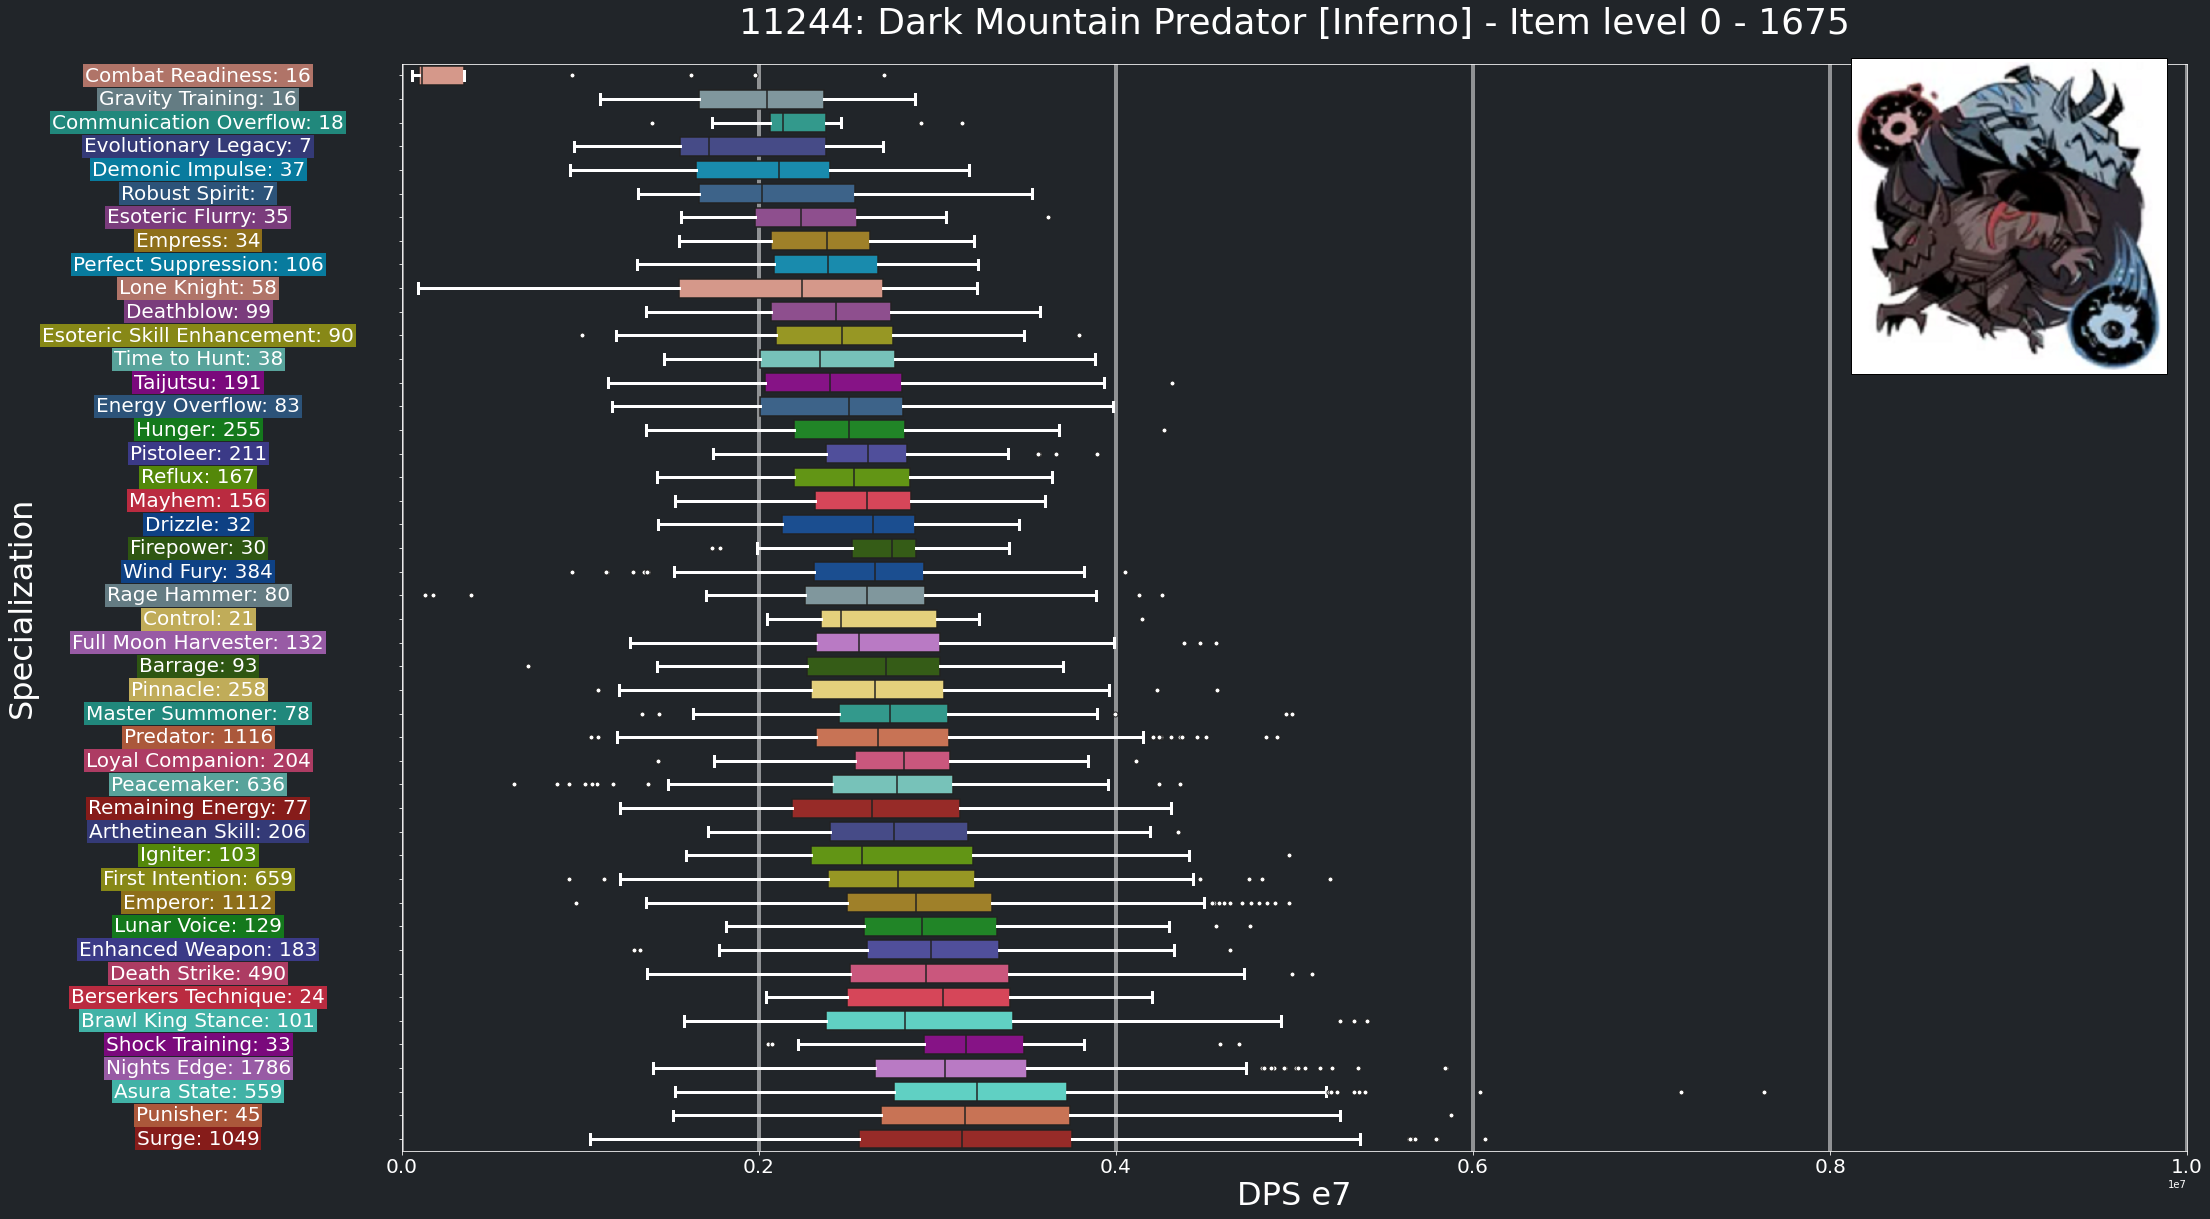 11244: Dark Mountain Predator [Inferno] - Item level 0 - 1675
Specialization
Combat Readiness: 16
Gravity Training: 16
Communication Overflow: 18
Evolutionary Legacy: 7
Demonic Impulse: 37
Robust Spirit: 7
Esoteric Flurry: 35
Empress: 34
Perfect Suppression: 106
Lone Knight: 58
Deathblow: 99
Esoteric Skill Enhancement: 90
Time to Hunt: 38
Taijutsu: 191
Energy Overflow: 83
Hunger: 255
Pistoleer: 211
Reflux: 167
Mayhem: 156
Drizzle: 32
Firepower: 30
Wind Fury: 384
Rage Hammer: 80
Control: 21
Full Moon Harvester: 132
Barrage: 93
Pinnacle: 258
Master Summoner: 78
Predator: 1116
Loyal Companion: 204
Peacemaker: 636
Remaining Energy: 77
Arthetinean Skill: 206
Igniter: 103
First Intention: 659
Emperor: 1112
Lunar Voice: 129
Enhanced Weapon: 183
Death Strike: 490
Berserkers Technique: 24
Brawl King Stance: 101
Shock Training: 33
Nights Edge: 1786
Asura State: 559
Punisher: 45
Surge: 1049
0.0 0.2 0.4 0.6 0.8 1.0
1e7
DPS e7